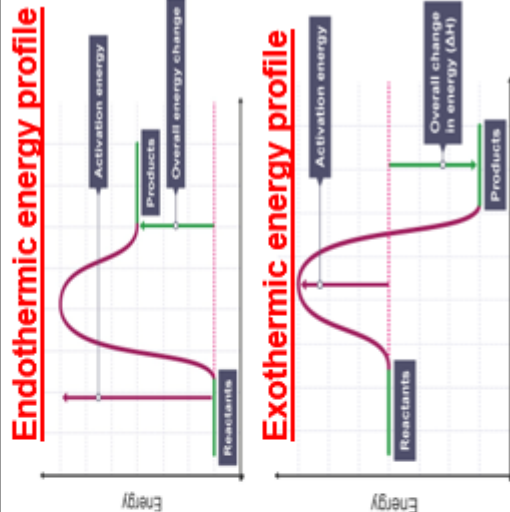 Endothermic energy profile
Activation energy
Overall energy change
Products
Reactants
Energy
Exothermic energy profile
Activation energy
Overall change
in energy (ΔH)
Products
Reactants
Energy